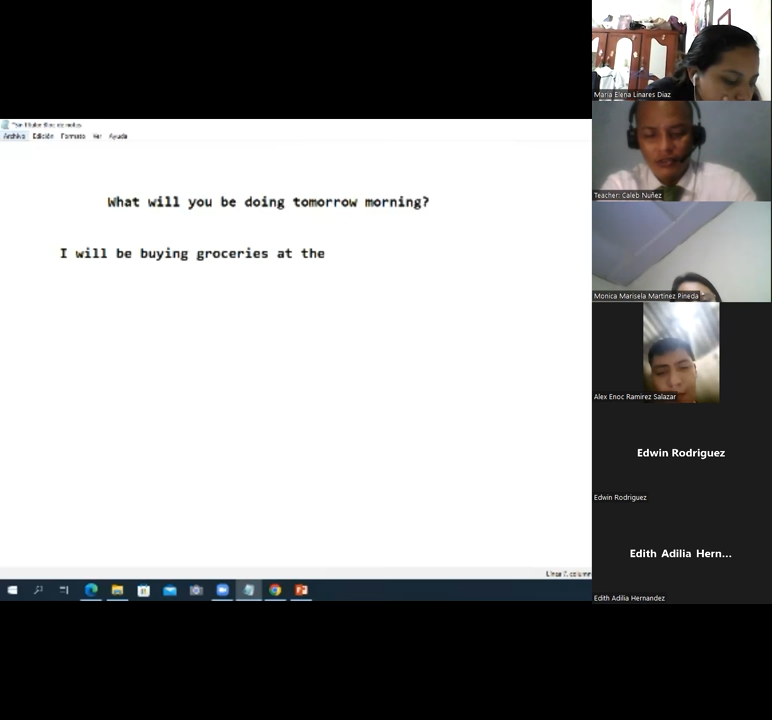 Archivo Edición Formato Ver Ayuda
What will you be doing tomorrow morning?
I will be buying groceries at the
María Elena Linares Diaz
Teacher: Caleb Nuñez
Monica Marisela Martinez Pineda
Alex Enoc Ramirez Salazar
Edwin Rodriguez
Edwin Rodriguez
Edith Adilia Hern...
Edith Adilia Hernandez